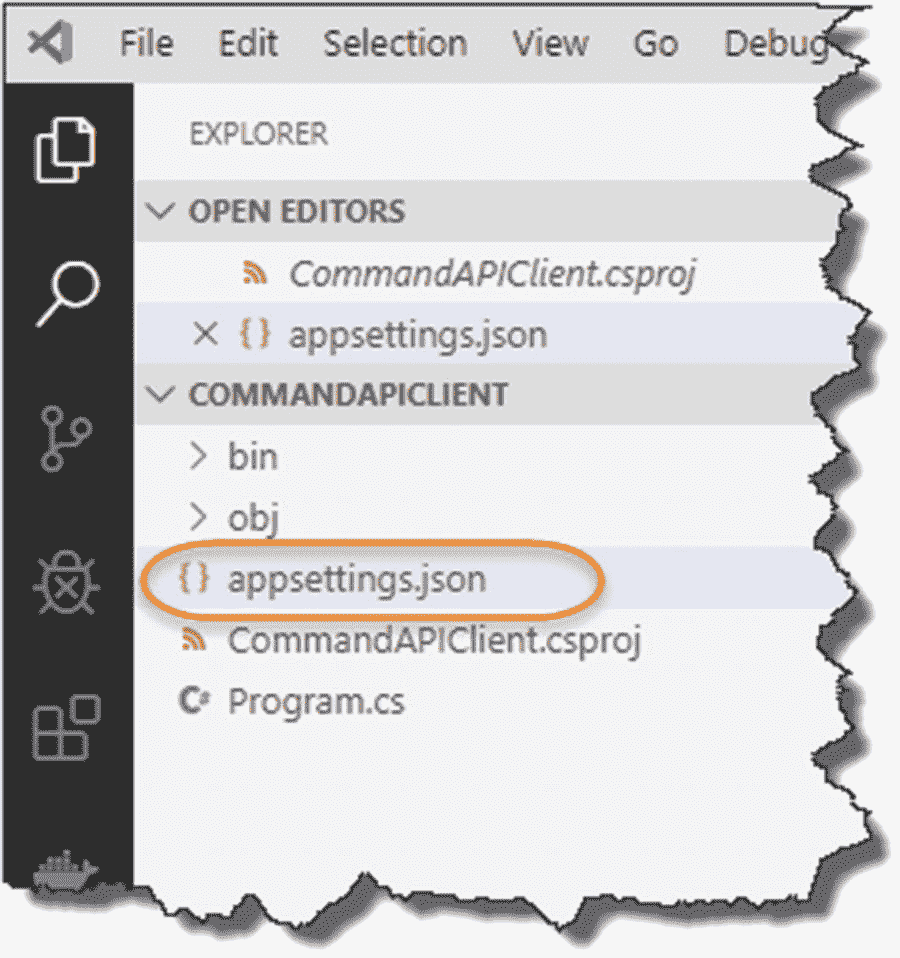 File Edit Selection View Go Debug
EXPLORER
OPEN EDITORS
CommandAPIClient.csproj
{ } appsettings.json
COMMANDAPICLIENT
bin
obj
{ } appsettings.json
CommandAPIClient.csproj
C# Program.cs